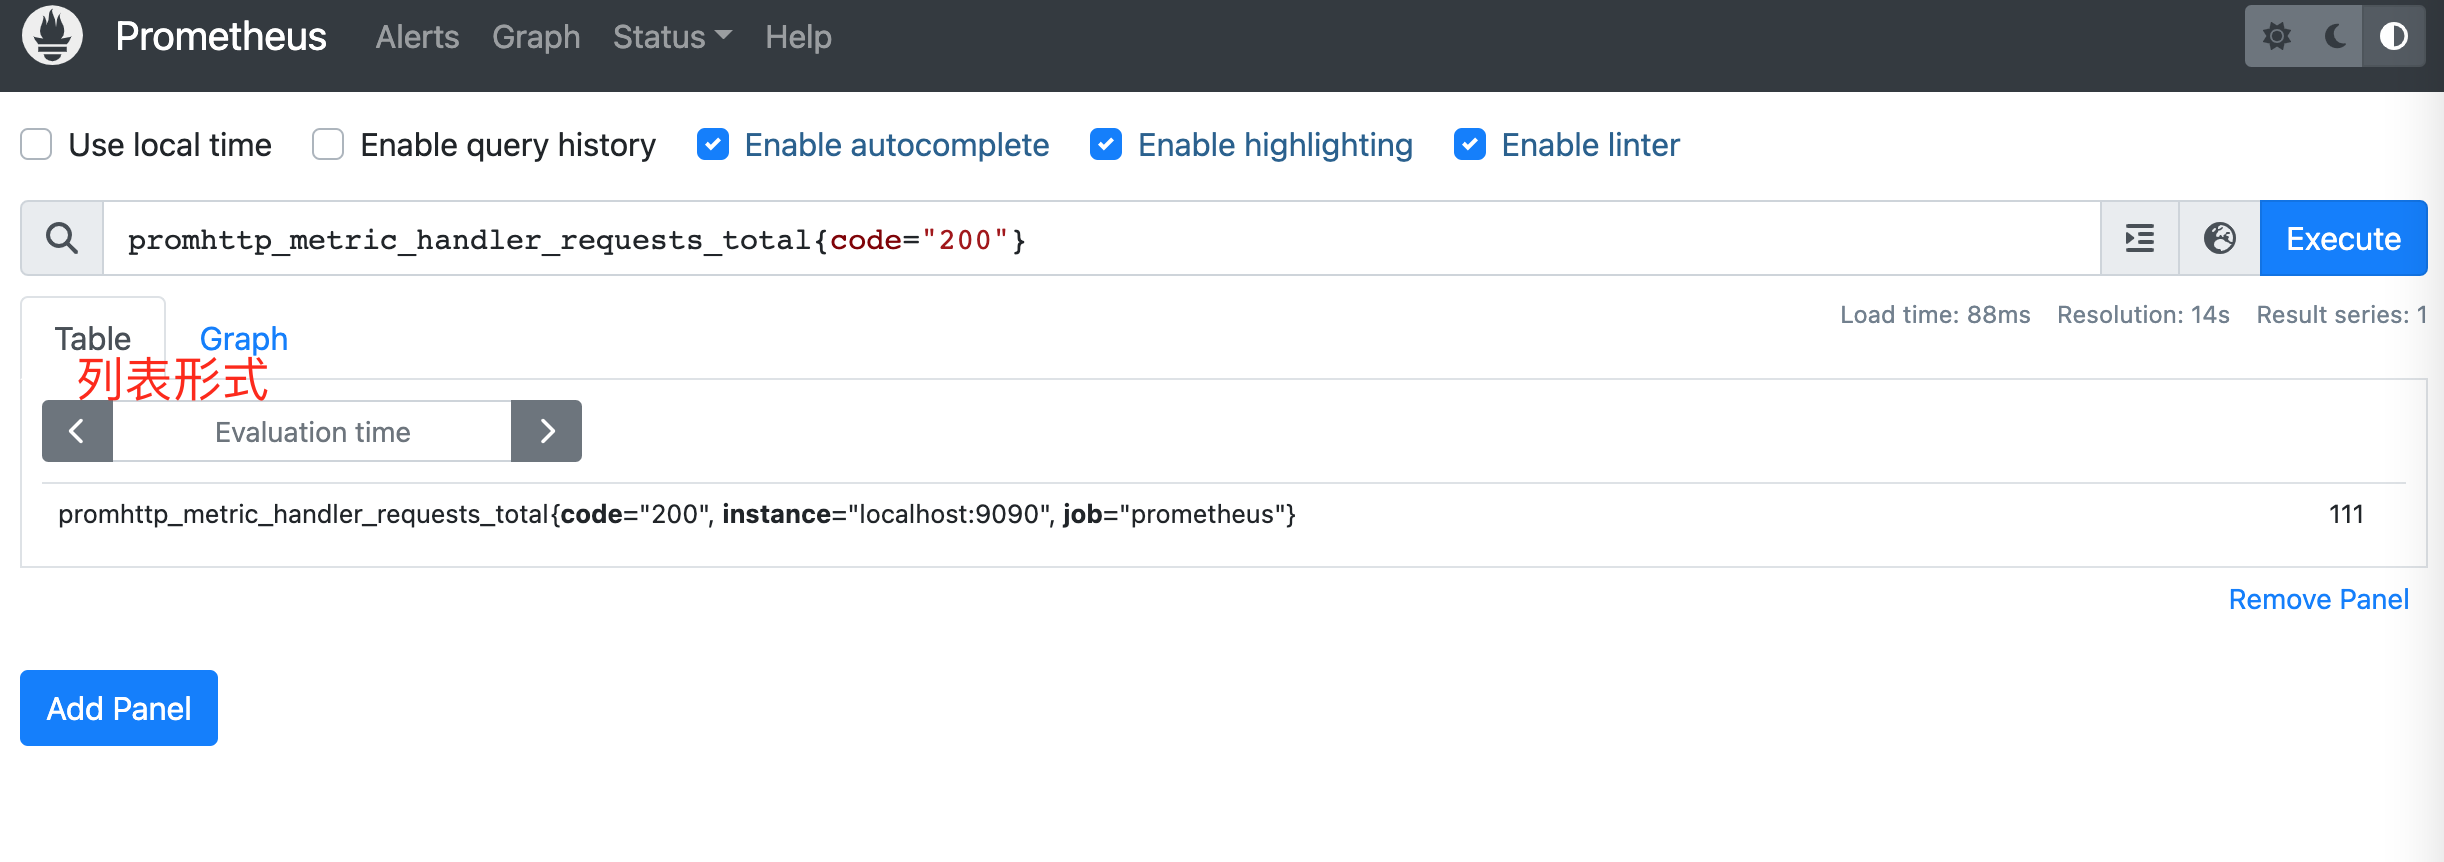 Prometheus Alerts Graph Status Help
Use local time Enable query history Enable autocomplete Enable highlighting Enable linter
promhttp_metric_handler_requests_total{code="200"} Execute
Load time: 88ms Resolution: 14s Result series: 1
Table Graph
列表形式
Evaluation time
promhttp_metric_handler_requests_total{code="200", instance="localhost:9090", job="prometheus"} 111
Remove Panel
Add Panel